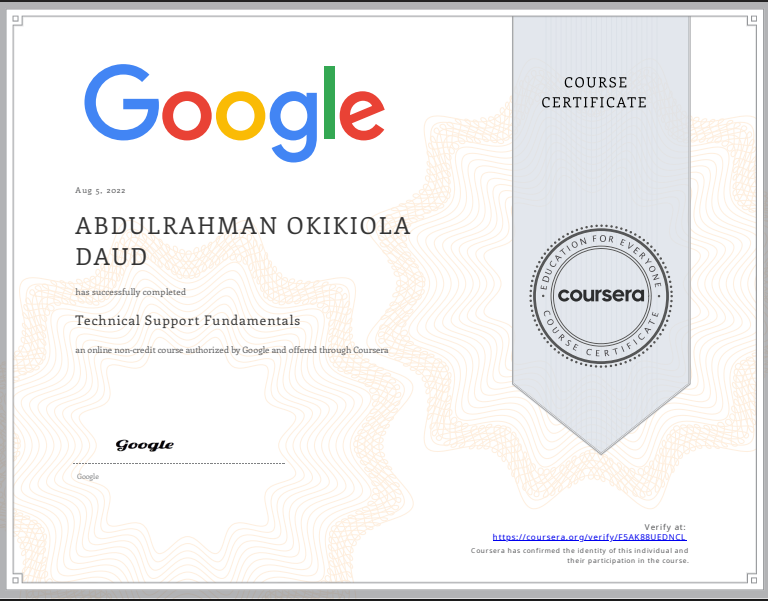 Google
COURSE
CERTIFICATE
Aug 5, 2022
ABDULRAHMAN OKIKIOLA
DAUD
has successfully completed
Technical Support Fundamentals
an online non-credit course authorized by Google and offered through Coursera
EDUCATION FOR EVERYONE
coursera
COURSE CERTIFICATE
Google
Google
Verify at:
https://coursera.org/verify/F5AK88UEDNCL
Coursera has confirmed the identity of this individual and
their participation in the course.